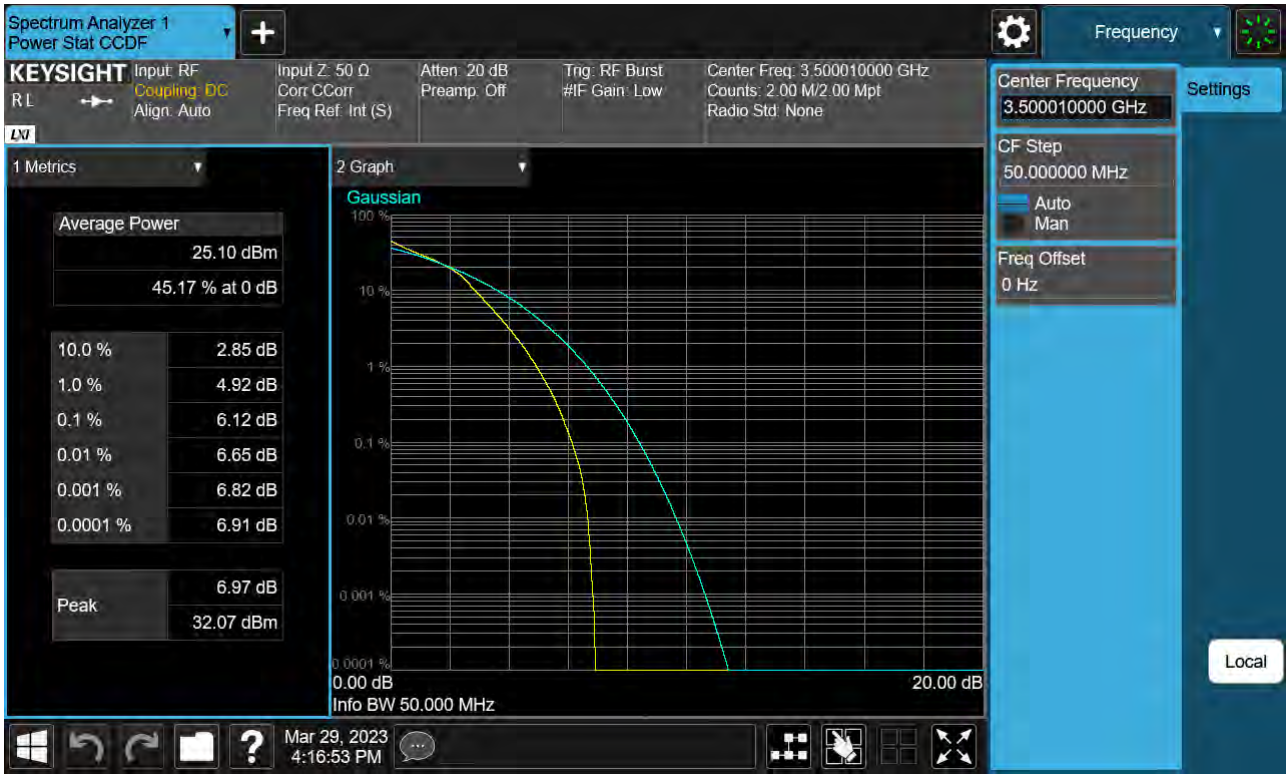 Spectrum Analyzer 1
Power Stat CCDF
+
Frequency
KEYSIGHT
Input: RF
Coupling: DC
Align: Auto
Input Z: 50 Ω
Corr CCorr
Freq Ref: Int (S)
Atten: 20 dB
Preamp: Off
Trig: RF Burst
#IF Gain: Low
Center Freq: 3.500010000 GHz
Counts: 2.00 M/2.00 Mpt
Radio Std: None
R L
LXI
Center Frequency
3.500010000 GHz
Settings
CF Step
50.000000 MHz
Auto
Man
Freq Offset
0 Hz
1 Metrics
Average Power
25.10 dBm
45.17 % at 0 dB
10.0 % 2.85 dB
1.0 % 4.92 dB
0.1 % 6.12 dB
0.01 % 6.65 dB
0.001 % 6.82 dB
0.0001 % 6.91 dB
Peak
6.97 dB
32.07 dBm
2 Graph
Gaussian
100 %
10 %
1 %
0.1 %
0.01 %
0.001 %
0.0001 %
0.00 dB
20.00 dB
Info BW 50.000 MHz
Local
?
Mar 29, 2023
4:16:53 PM